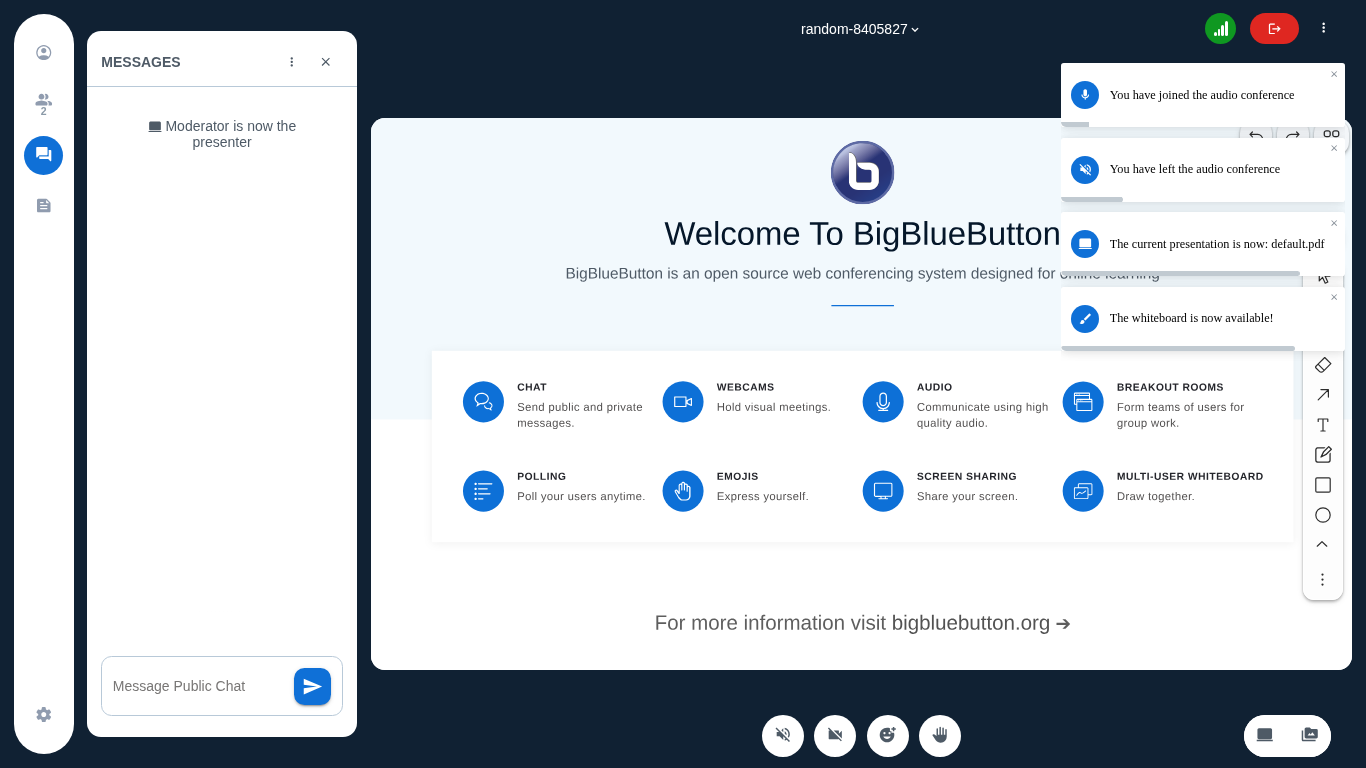 random-8405827
MESSAGES
2
Moderator is now the
presenter
Message Public Chat
You have joined the audio conference
You have left the audio conference
The current presentation is now: default.pdf
The whiteboard is now available!
Welcome To BigBlueButton
BigBlueButton is an open source web conferencing system designed for online learning
CHAT
Send public and private
messages.
WEBCAMS
Hold visual meetings.
AUDIO
Communicate using high
quality audio.
BREAKOUT ROOMS
Form teams of users for
group work.
POLLING
Poll your users anytime.
EMOJIS
Express yourself.
SCREEN SHARING
Share your screen.
MULTI-USER WHITEBOARD
Draw together.
For more information visit bigbluebutton.org ➔